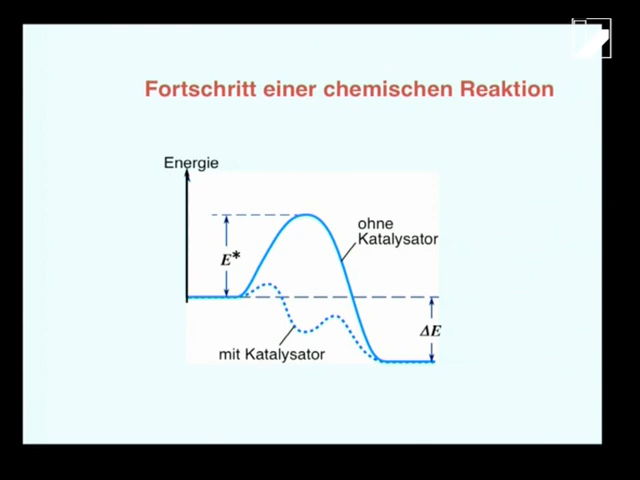 Fortschritt einer chemischen Reaktion
Energie
ohne
Katalysator
E*
ΔE
mit Katalysator